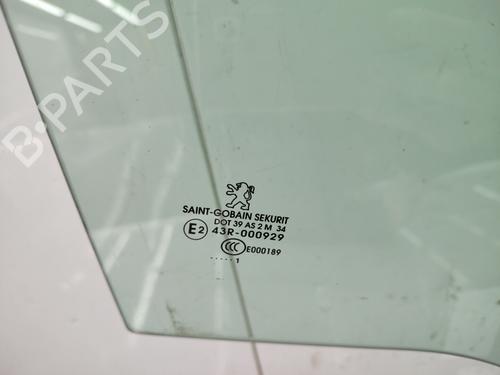 B-PARTS
SAINT-GOBAIN SEKURIT
DOT 39 AS 2 M 34
E2 43R-000929
CCC E000189
..... 1